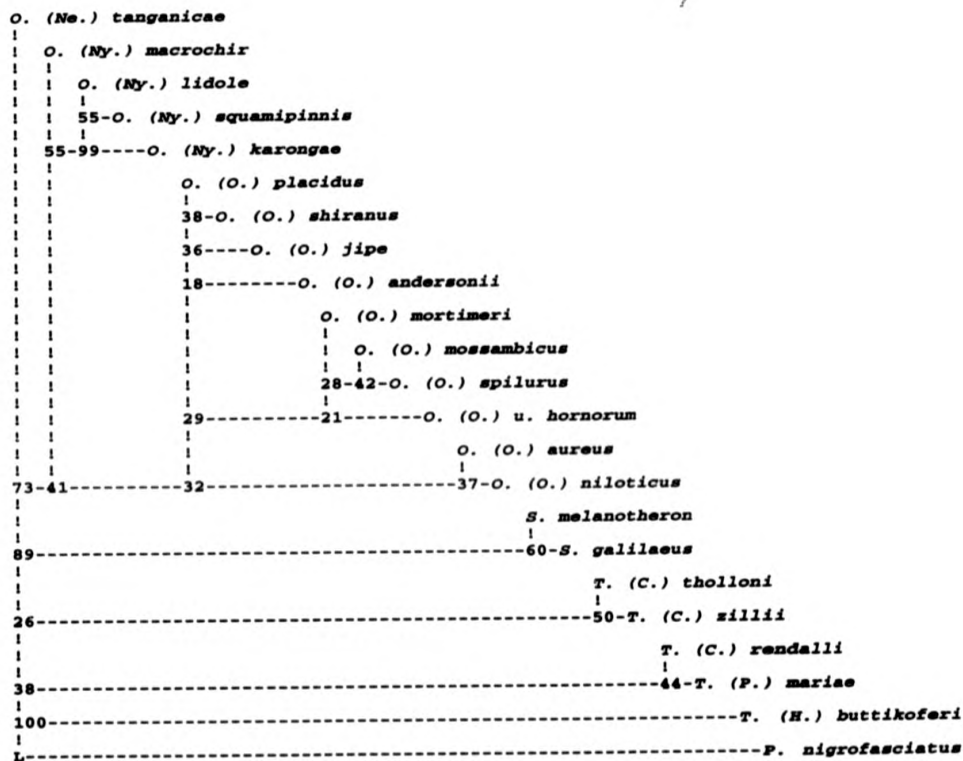 O. (Ne.) tanganicae
O. (Ny.) macrochir
O. (Ny.) lidole
55-O. (Ny.) squamipinnis
55-99----O. (Ny.) karongae
O. (O.) placidus
38-O. (O.) shiranus
36----O. (O.) jipe
18--------O. (O.) andersonii
O. (O.) mortimeri
O. (O.) mossambicus
28-42-O. (O.) spilurus
29----------21-------O. (O.) u. hornorum
O. (O.) aureus
73-41----------32----------------------37-O. (O.) niloticus
S. melanotheron
89-------------------------------------------60-S. galilaeus
T. (C.) tholloni
26-------------------------------------------------50-T. (C.) zillii
T. (C.) rendalli
38-------------------------------------------------------44-T. (P.) mariae
100-------------------------------------------------------------T. (H.) buttikoferi
L----------------------------------------------------------------P. nigrofasciatus